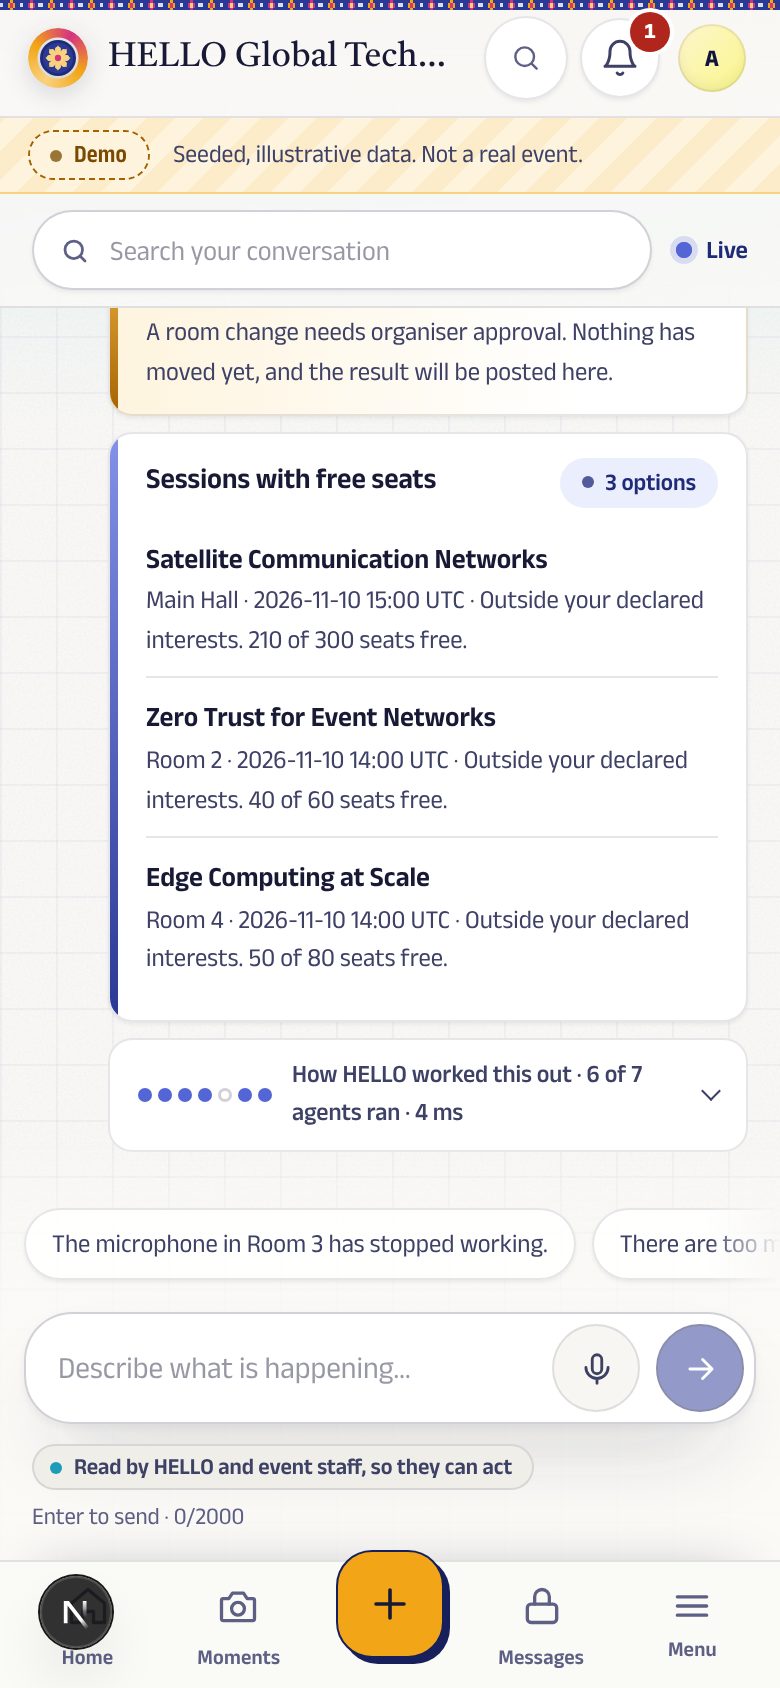 HELLO Global Tech...
1
A
Demo
Seeded, illustrative data. Not a real event.
Search your conversation
Live
A room change needs organiser approval. Nothing has
moved yet, and the result will be posted here.
Sessions with free seats
3 options
Satellite Communication Networks
Main Hall · 2026-11-10 15:00 UTC · Outside your declared
interests. 210 of 300 seats free.
Zero Trust for Event Networks
Room 2 · 2026-11-10 14:00 UTC · Outside your declared
interests. 40 of 60 seats free.
Edge Computing at Scale
Room 4 · 2026-11-10 14:00 UTC · Outside your declared
interests. 50 of 80 seats free.
How HELLO worked this out · 6 of 7
agents ran · 4 ms
The microphone in Room 3 has stopped working.
There are too
Describe what is happening...
Read by HELLO and event staff, so they can act
Enter to send · 0/2000
N
Home
Moments
Messages
Menu